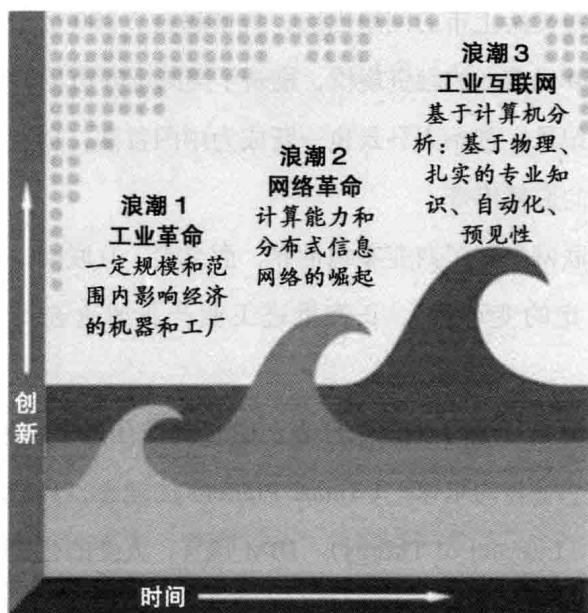 浪潮3
工业互联网
基于计算机分
析：基于物理、
扎实的专业知
识、自动化、
预见性
浪潮2
网络革命
计算能力和
分布式信息
网络的崛起
浪潮1
工业革命
一定规模和范
围内影响经济
的机器和工厂
创
新
时间